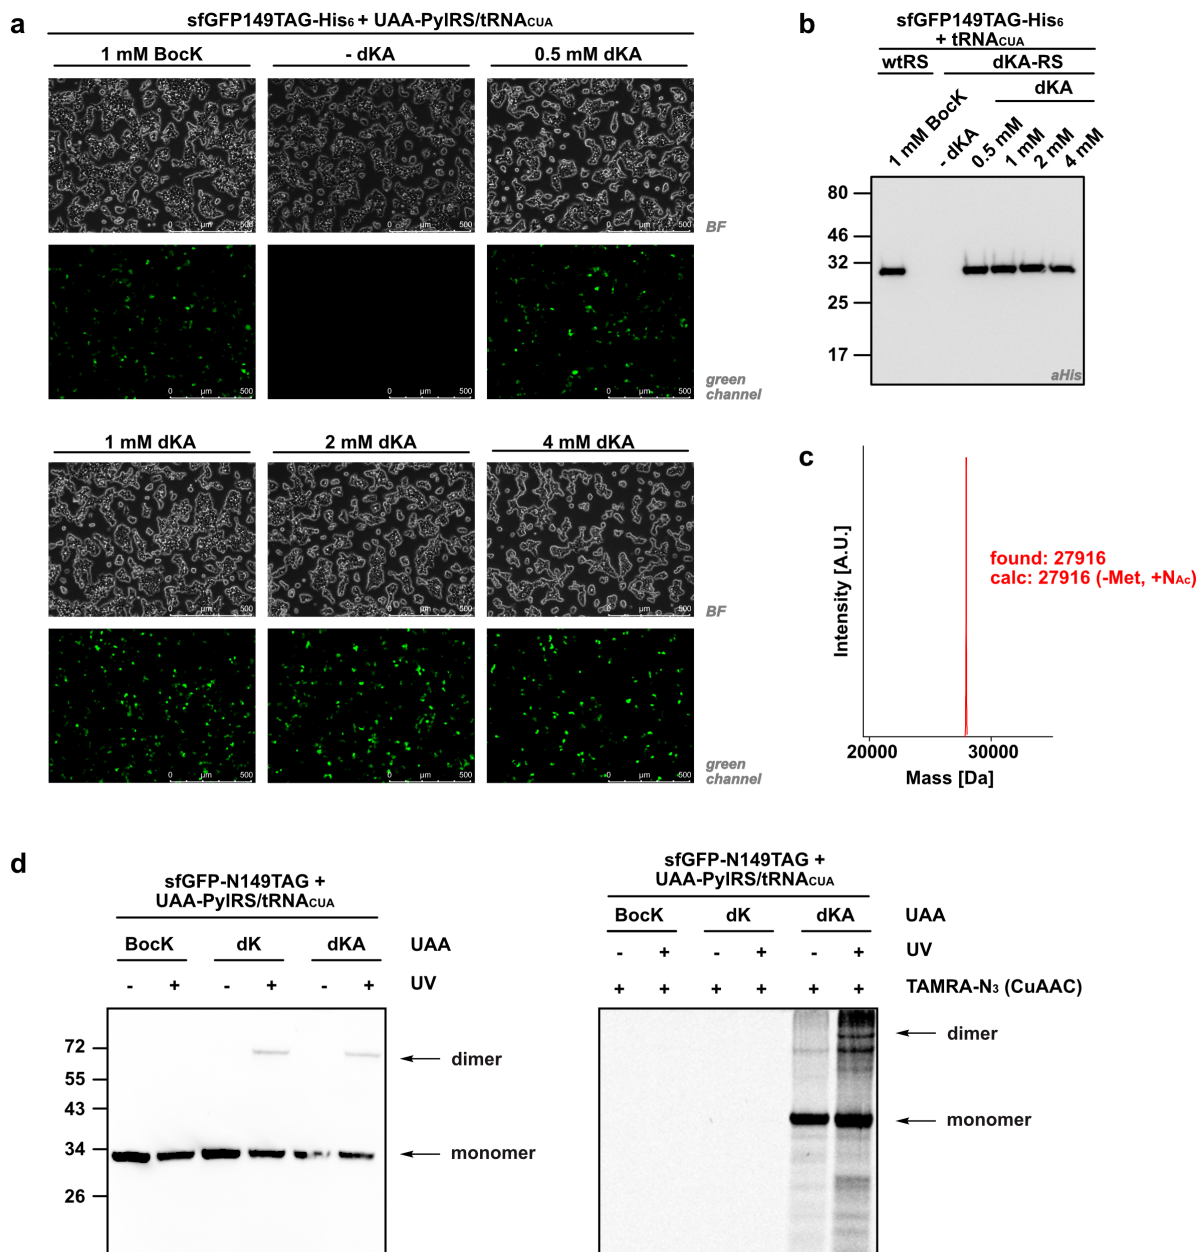 a
sfGFP149TAG-His6 + UAA-PylRS/tRNACUA
1 mM BocK
- dKA
0.5 mM dKA
0 µm 500
0 µm 500
0 µm 500
BF
0 µm 500
0 µm 500
0 µm 500
green
channel
1 mM dKA
2 mM dKA
4 mM dKA
0 µm 500
0 µm 500
0 µm 500
BF
0 µm 500
0 µm 500
0 µm 500
green
channel
b
sfGFP149TAG-His6
+ tRNACUA
wtRS
dKA-RS
dKA
1 mM BocK
- dKA
0.5 mM
1 mM
2 mM
4 mM
80
46
32
25
17
aHis
c
Intensity [A.U.]
found: 27916
calc: 27916 (-Met, +NAc)
20000
30000
Mass [Da]
d
sfGFP-N149TAG +
UAA-PylRS/tRNACUA
BocK
dK
dKA
UAA
- + - + - +
UV
72
55
43
34
26
dimer
monomer
sfGFP-N149TAG +
UAA-PylRS/tRNACUA
BocK
dK
dKA
UAA
- + - + - +
UV
+ + + + + +
TAMRA-N3 (CuAAC)
dimer
monomer